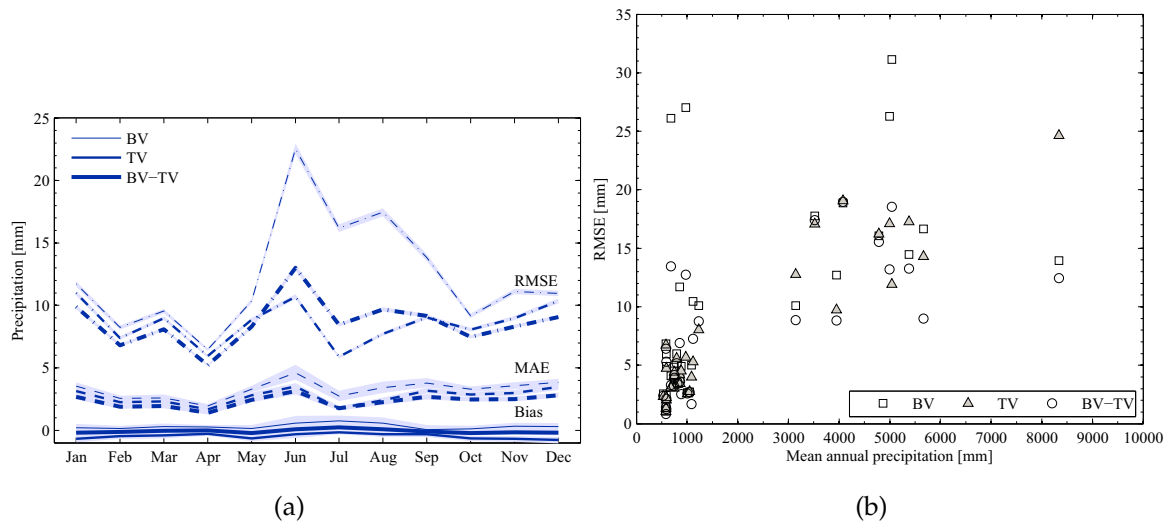 25
20
15
10
5
0
Precipitation [mm]
BV
TV
BV−TV
RMSE
MAE
Bias
Jan Feb Mar Apr May Jun Jul Aug Sep Oct Nov Dec
(a)
35
30
25
20
15
10
5
0
RMSE [mm]
BV TV BV−TV
0 1000 2000 3000 4000 5000 6000 7000 8000 9000 10000
Mean annual precipitation [mm]
(b)